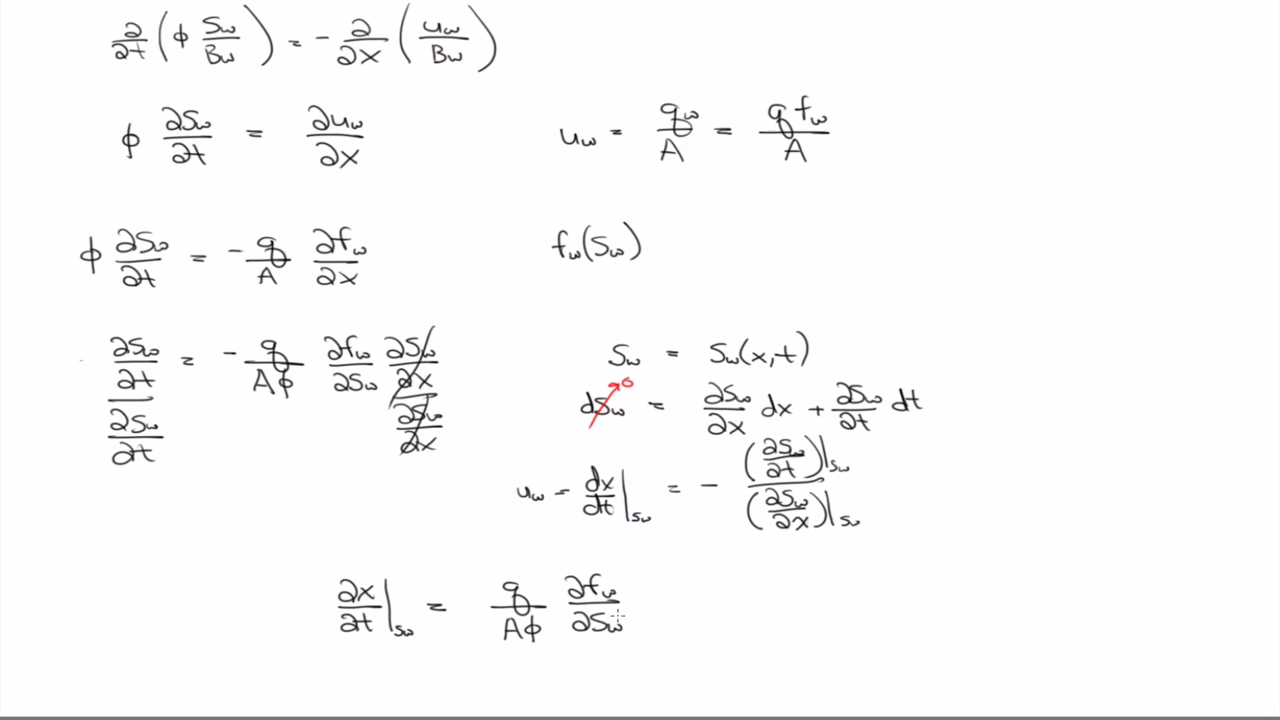 ∂/∂t (ϕ Sw/Bw) = - ∂/∂x (uw/Bw)
ϕ ∂Sw/∂t = ∂uw/∂x
uw = qw/A = q fw/A
ϕ ∂Sw/∂t = - q/A ∂fw/∂x
fw(Sw)
∂Sw/∂t / ∂Sw/∂t = - q/Aϕ ∂fw/∂Sw ∂Sw/∂x / ∂Sw/∂x
Sw = Sw(x,t)
dSw → 0 = ∂Sw/∂x dx + ∂Sw/∂t dt
uw = dx/dt |Sw = - (∂Sw/∂t)|Sw / (∂Sw/∂x)|Sw
∂x/∂t |Sw = q/Aϕ ∂fw/∂Sw